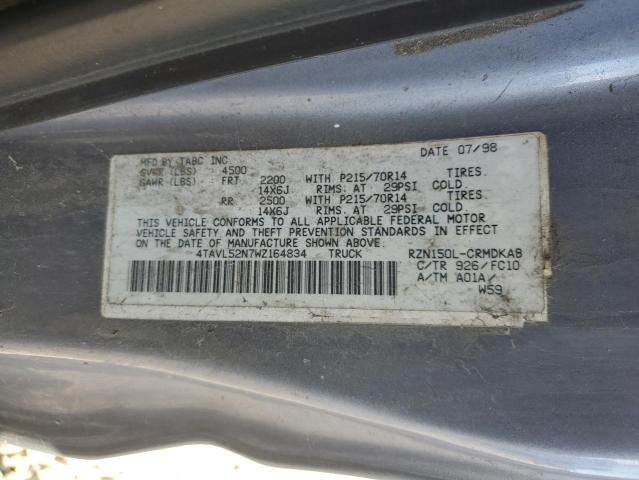 MFD BY TABC INC. DATE 07/98
GVWR (LBS) 4500
GAWR (LBS) FRT 2200 WITH P215/70R14 TIRES.
14X6J RIMS. AT 29PSI COLD
RR 2500 WITH P215/70R14 TIRES.
14X6J RIMS. AT 29PSI COLD
THIS VEHICLE CONFORMS TO ALL APPLICABLE FEDERAL MOTOR
VEHICLE SAFETY AND THEFT PREVENTION STANDARDS IN EFFECT
ON THE DATE OF MANUFACTURE SHOWN ABOVE.
4TAVL52N7WZ164834 TRUCK RZN150L-CRMDKAB
C/TR 926/FC10
A/TM A01A/
W59